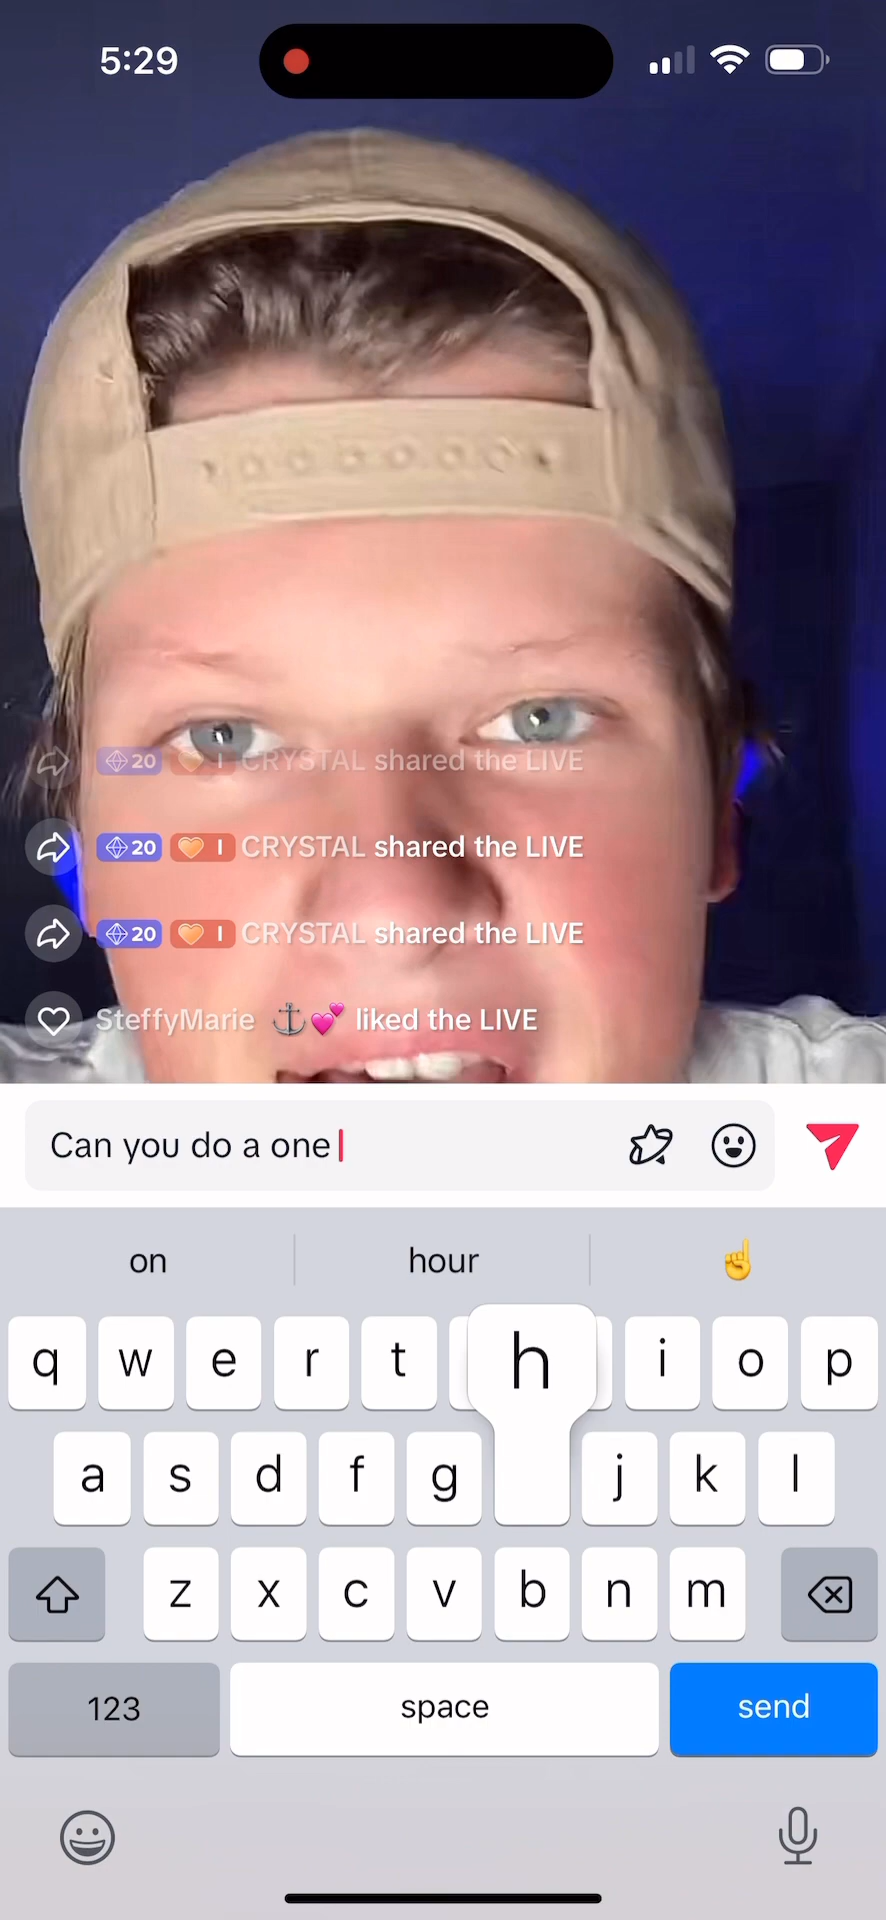 5:29
20 I CRYSTAL shared the LIVE
20 I CRYSTAL shared the LIVE
20 I CRYSTAL shared the LIVE
SteffyMarie ⚓💕 liked the LIVE
Can you do a one
on hour ☝
q w e r t h i o p
a s d f g j k l
z x c v b n m
123 space send